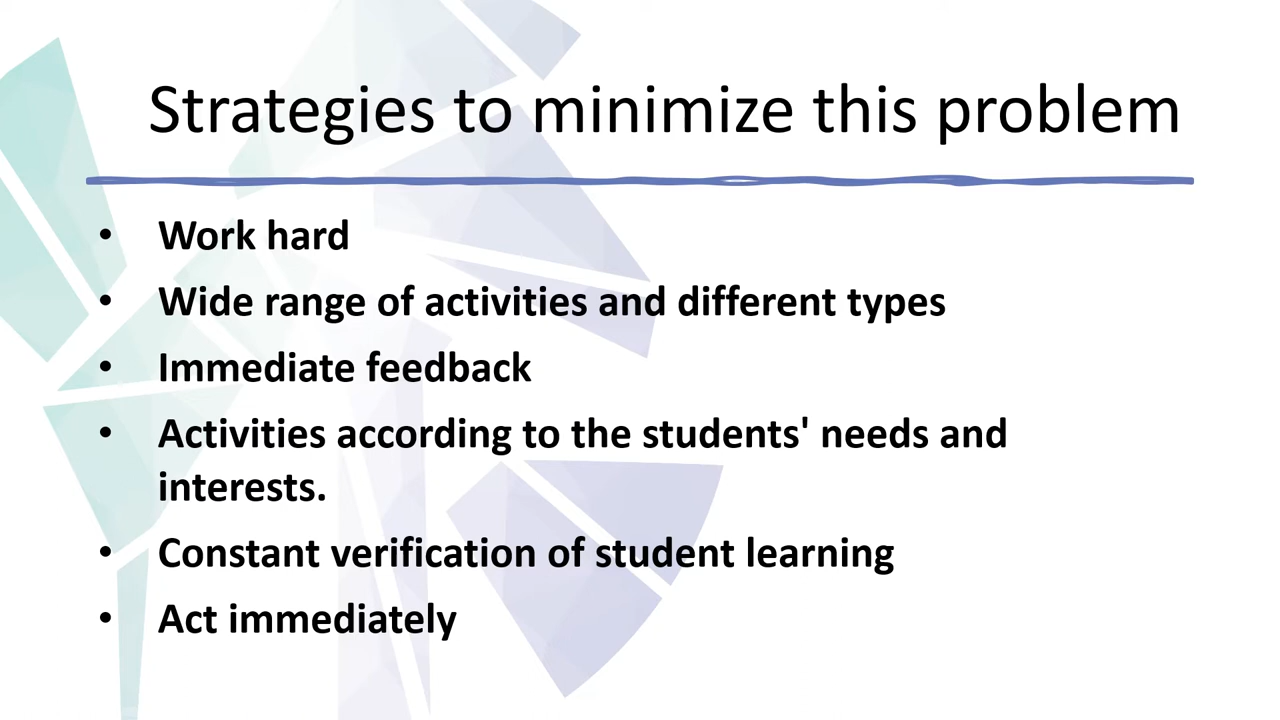 Strategies to minimize this problem
• Work hard
• Wide range of activities and different types
• Immediate feedback
• Activities according to the students' needs and
interests.
• Constant verification of student learning
• Act immediately